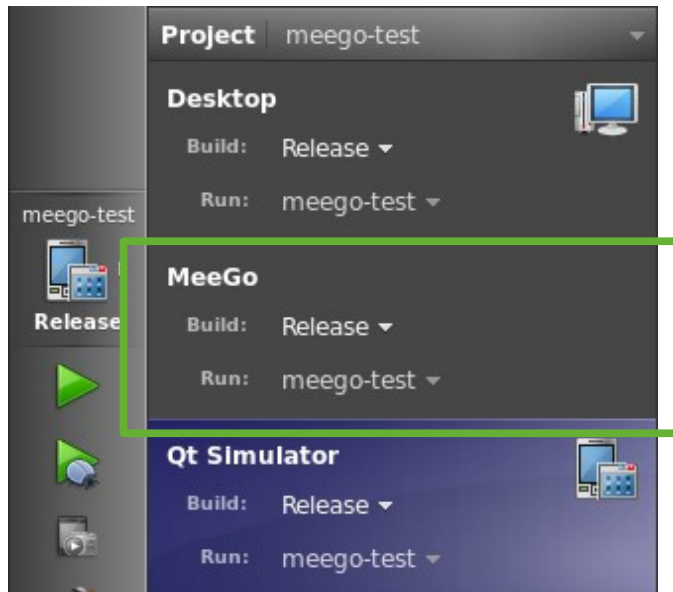 Project meego-test
Desktop
Build: Release
Run: meego-test
meego-test
Release
MeeGo
Build: Release
Run: meego-test
Qt Simulator
Build: Release
Run: meego-test